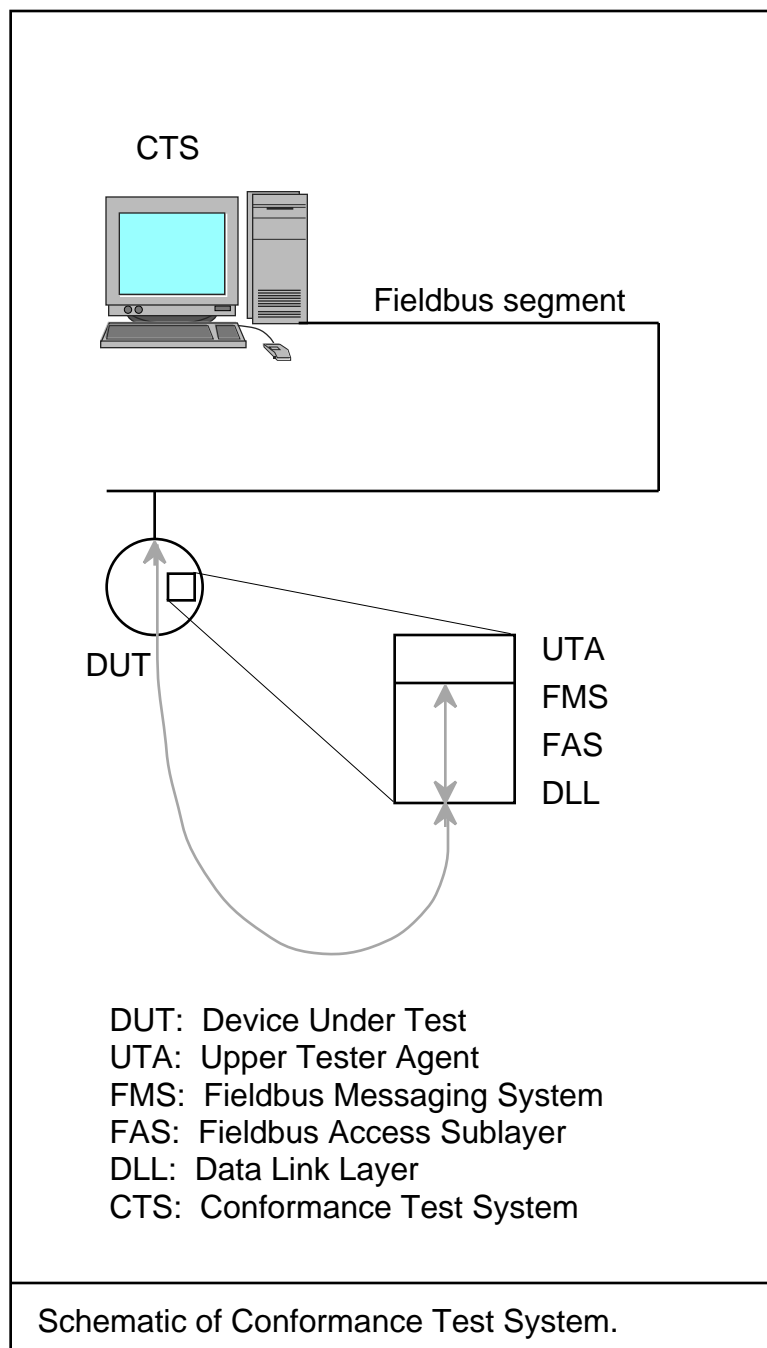 CTS
Fieldbus segment
DUT
UTA
FMS
FAS
DLL
DUT: Device Under Test
UTA: Upper Tester Agent
FMS: Fieldbus Messaging System
FAS: Fieldbus Access Sublayer
DLL: Data Link Layer
CTS: Conformance Test System
Schematic of Conformance Test System.